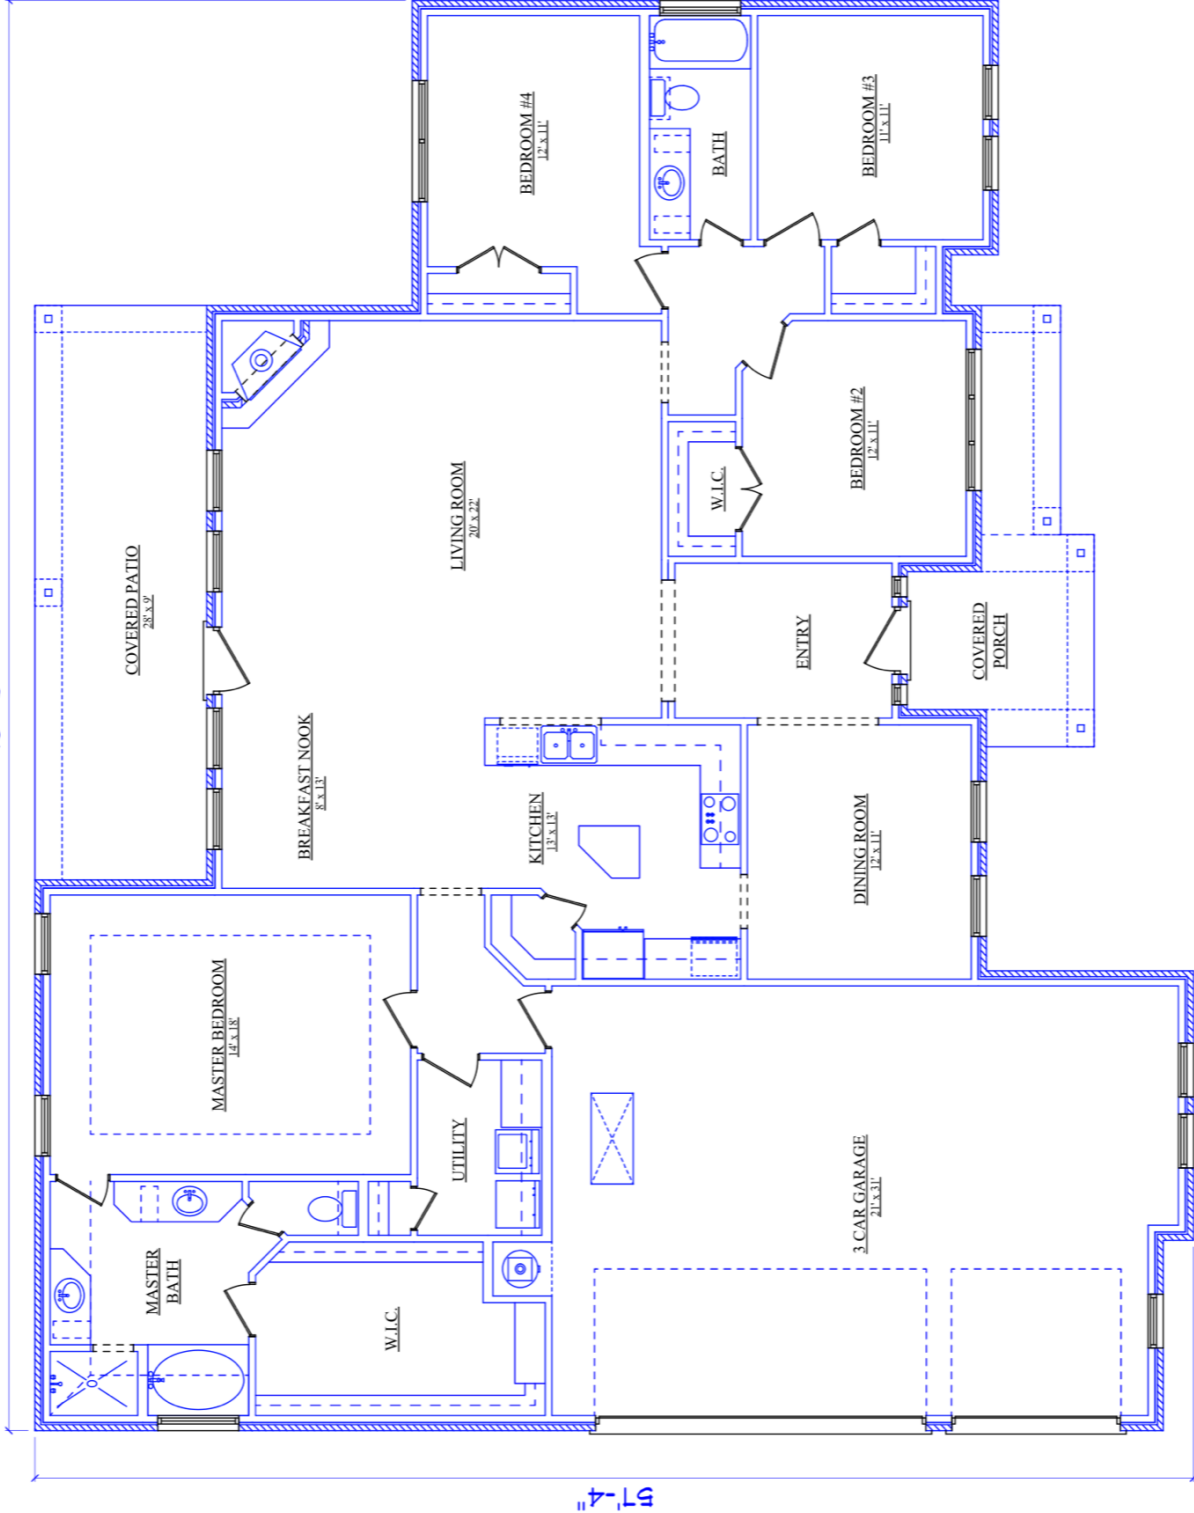 COVERED PATIO
28' x 9'
MASTER BEDROOM
14' x 18'
BREAKFAST NOOK
8' x 13'
LIVING ROOM
20' x 22'
BEDROOM #4
12' x 11'
BATH
BEDROOM #3
11' x 11'
MASTER
BATH
W.I.C.
UTILITY
KITCHEN
13' x 13'
W.I.C.
BEDROOM #2
12' x 11'
ENTRY
DINING ROOM
12' x 11'
COVERED
PORCH
3 CAR GARAGE
21' x 31'
57'-4"